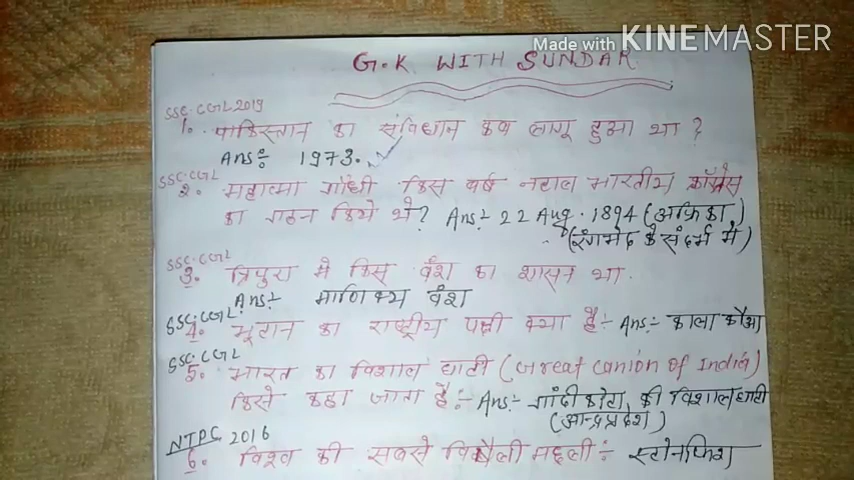 Made with KINEMASTER
G.K WITH SUNDAR
SSC.CGL 2019
1. पाकिस्तान का संविधान कब लागू हुआ था ?
Ans: 1973.
SSC.CGL
2. महात्मा गाँधी किस वर्ष नटाल भारतीय काँग्रेस
का गठन किये थे? Ans:- 22 Aug. 1894 (अफ्रिका)
(रंगभेद के संदर्भ में)
SSC.CGL
3. त्रिपुरा में किस वंश का शासन था.
Ans:- माणिक्य वंश
SSC.CGL
4. भूटान का राष्ट्रीय पक्षी क्या है:- Ans:- काला कौआ
SSC.CGL
5. भारत का विशाल घाटी (Great canion of India)
किसे कहा जाता है:- Ans:- गांदी कोटा की विशाल घाटी
(आन्ध्रप्रदेश)
NTPC 2016
6. विश्व की सबसे विषैली मछली: स्टोनफिश